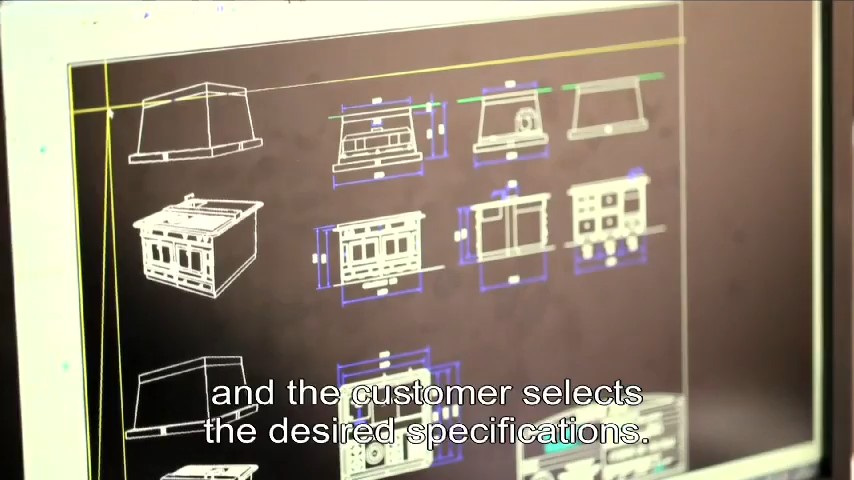 and the customer selects
the desired specifications.